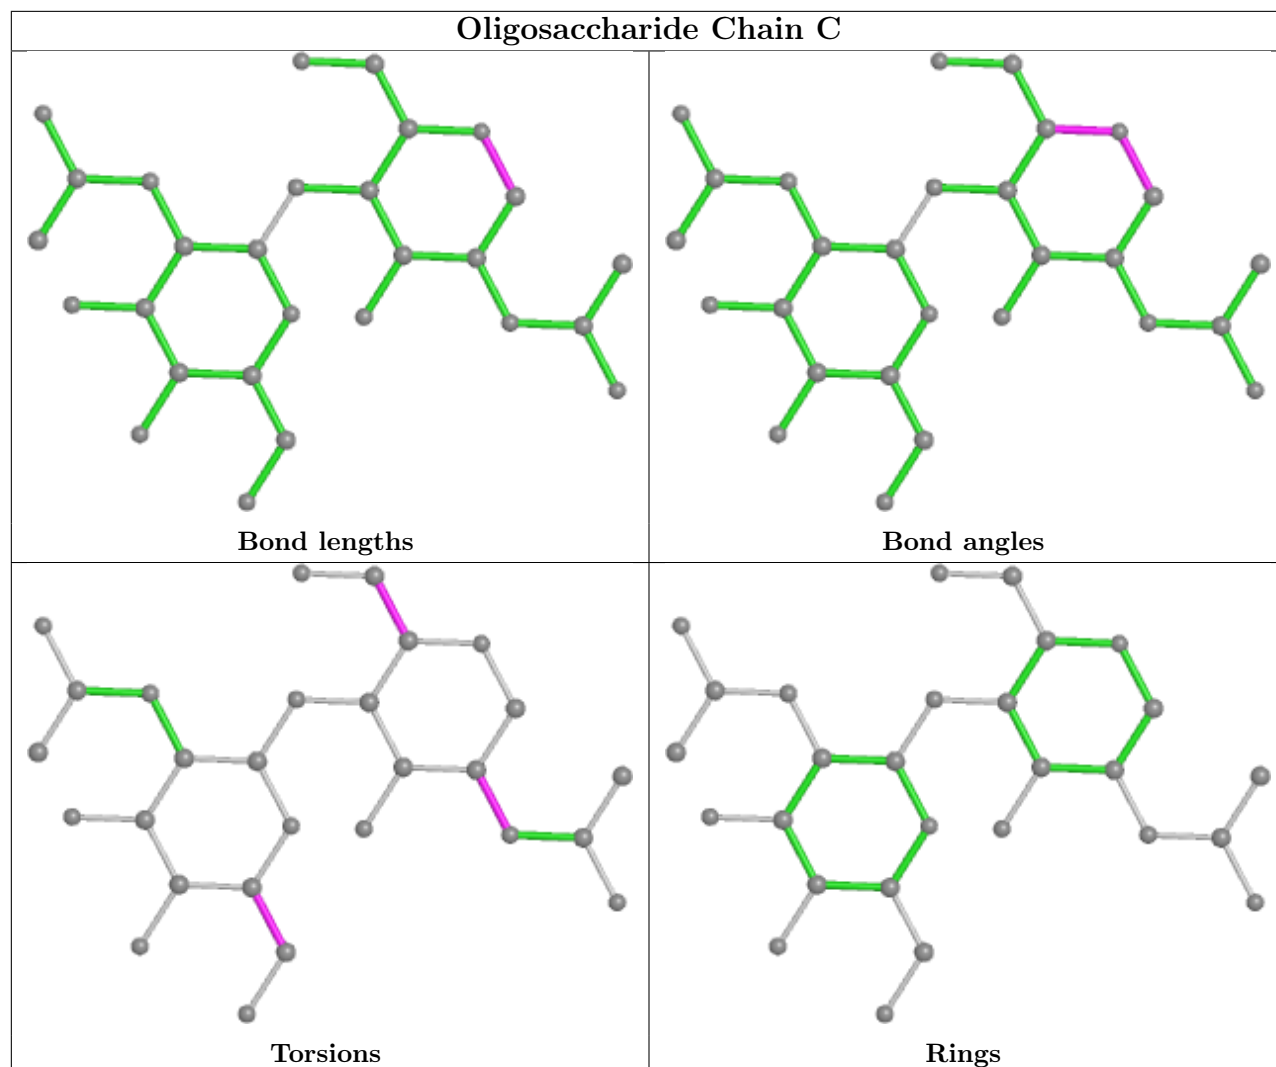 Oligosaccharide Chain C
Bond lengths
Bond angles
Torsions
Rings